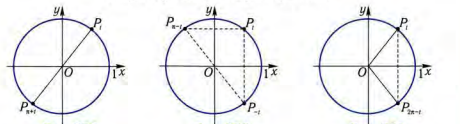 y
P_t
O
1 x
P_{π+t}
y
P_{π-t} P_t
O
1 x
P_{-t}
y
P_t
O
1 x
P_{2π-t}